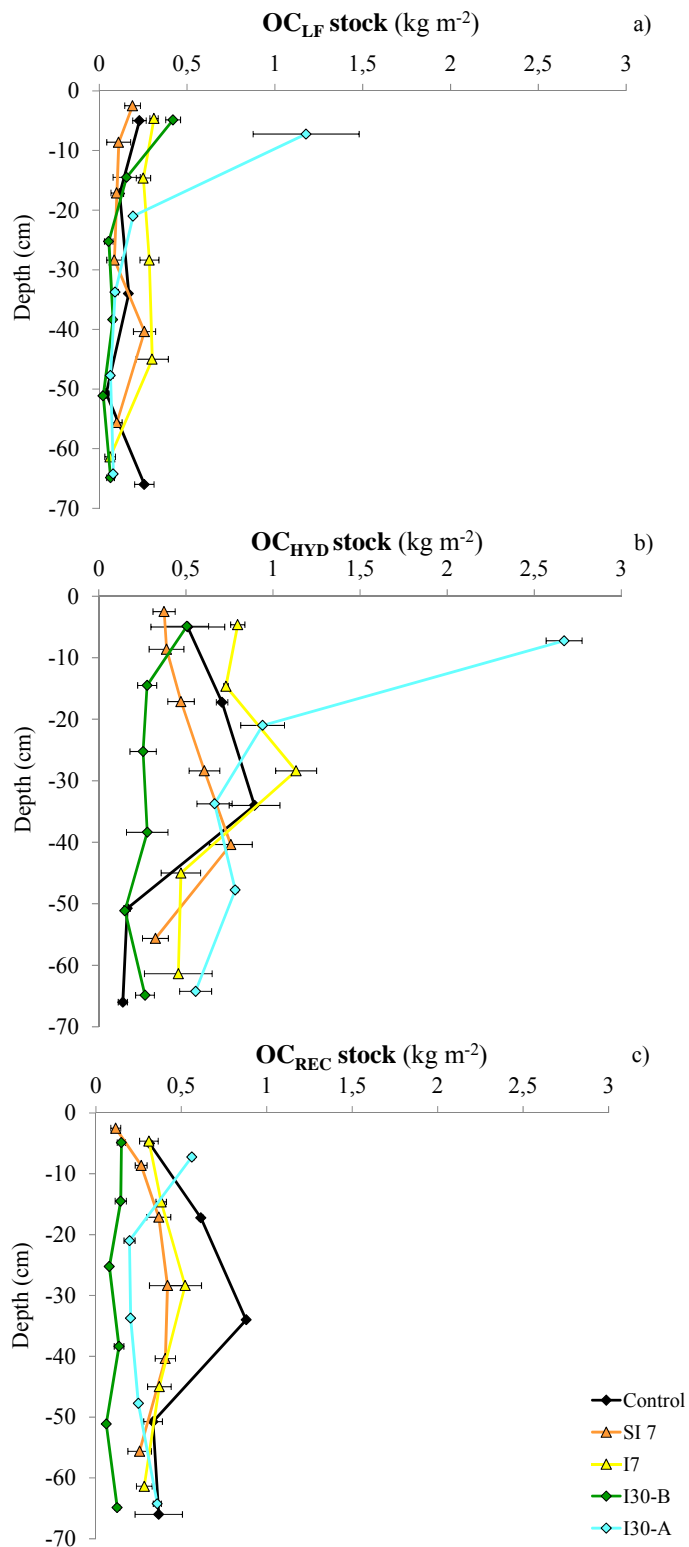 OC_LF stock (kg m⁻²) a)
0 0,5 1 1,5 2 2,5 3
0
-10
-20
-30
-40
-50
-60
-70
Depth (cm)
OC_HYD stock (kg m⁻²) b)
0 0,5 1 1,5 2 2,5 3
0
-10
-20
-30
-40
-50
-60
-70
Depth (cm)
OC_REC stock (kg m⁻²) c)
0 0,5 1 1,5 2 2,5 3
0
-10
-20
-30
-40
-50
-60
-70
Depth (cm)
Control
SI 7
I7
I30-B
I30-A